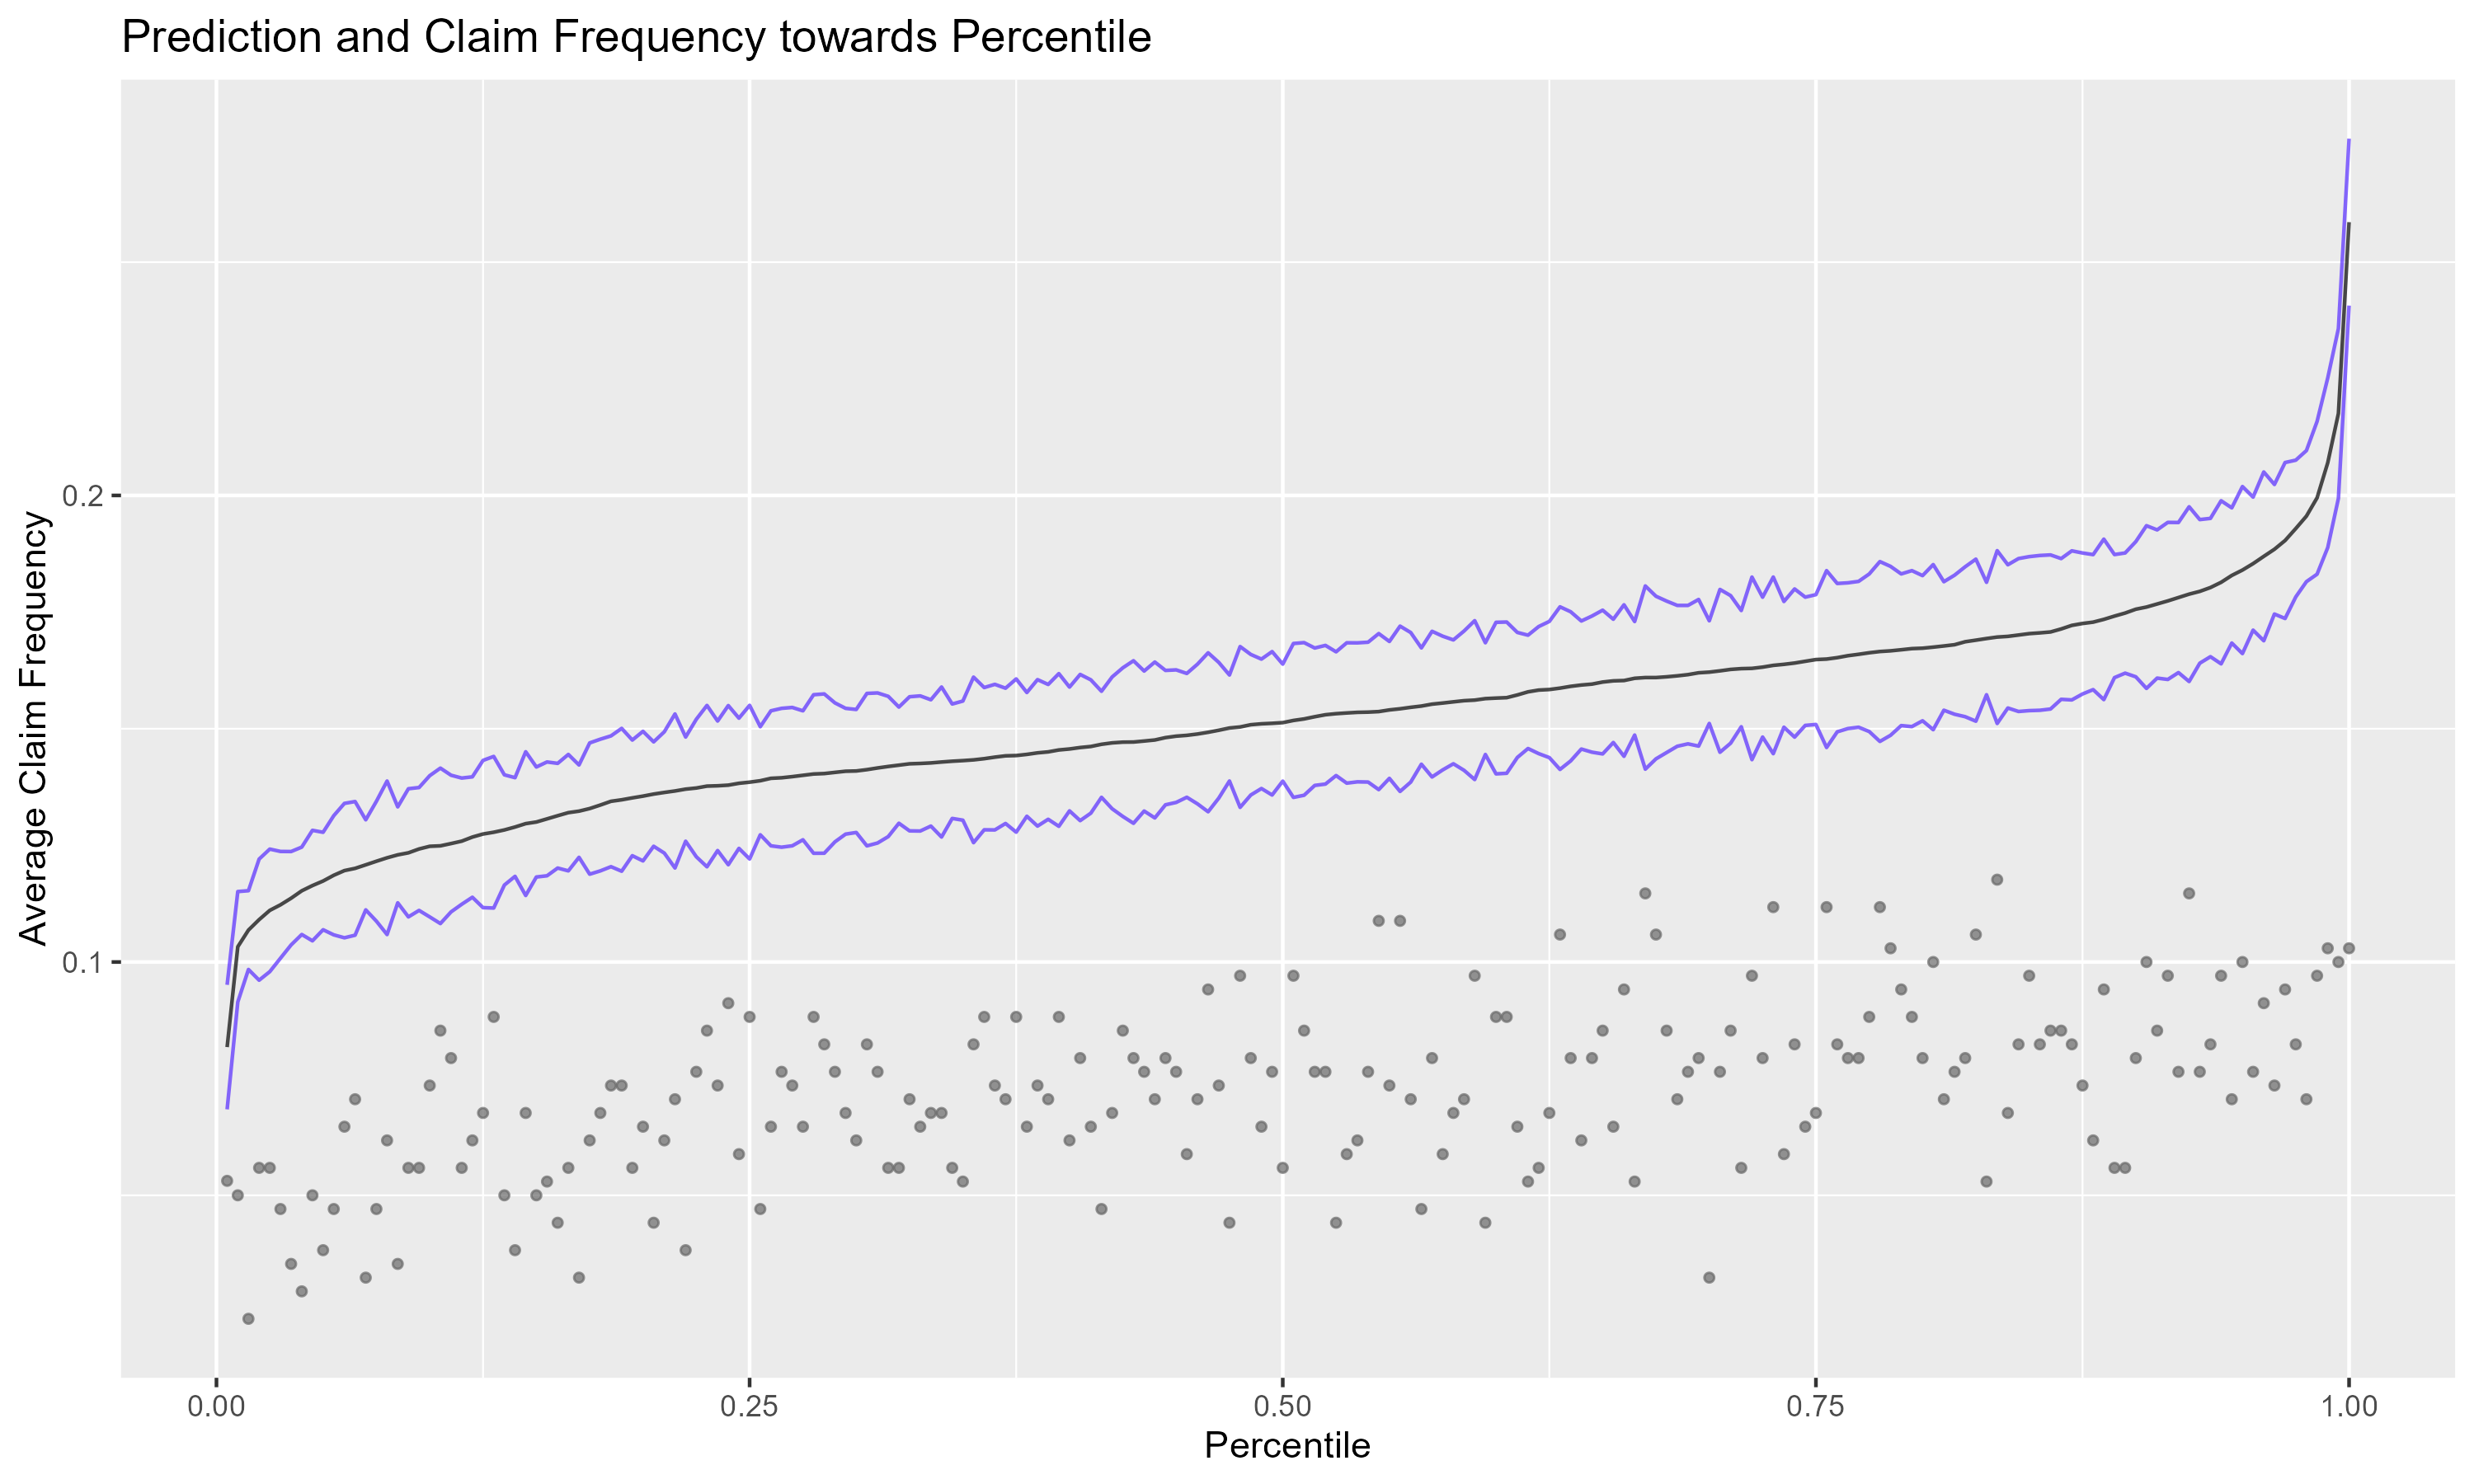 Prediction and Claim Frequency towards Percentile
Average Claim Frequency
0.2
0.1
0.00
0.25
0.50
0.75
1.00
Percentile